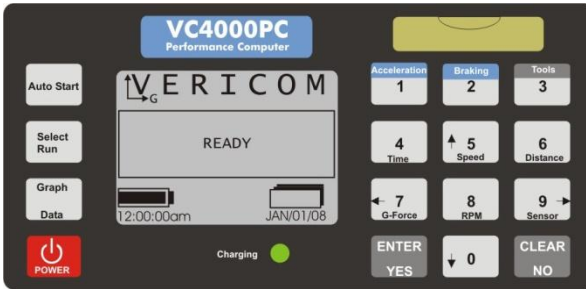 VC4000PC
Performance Computer
Auto Start
Select
Run
Graph
Data
POWER
VERICOM
G
READY
12:00:00am JAN/01/08
Charging
Acceleration Braking Tools
1 2 3
4 5 6
Time Speed Distance
7 8 9
G-Force RPM Sensor
ENTER 0 CLEAR
YES NO